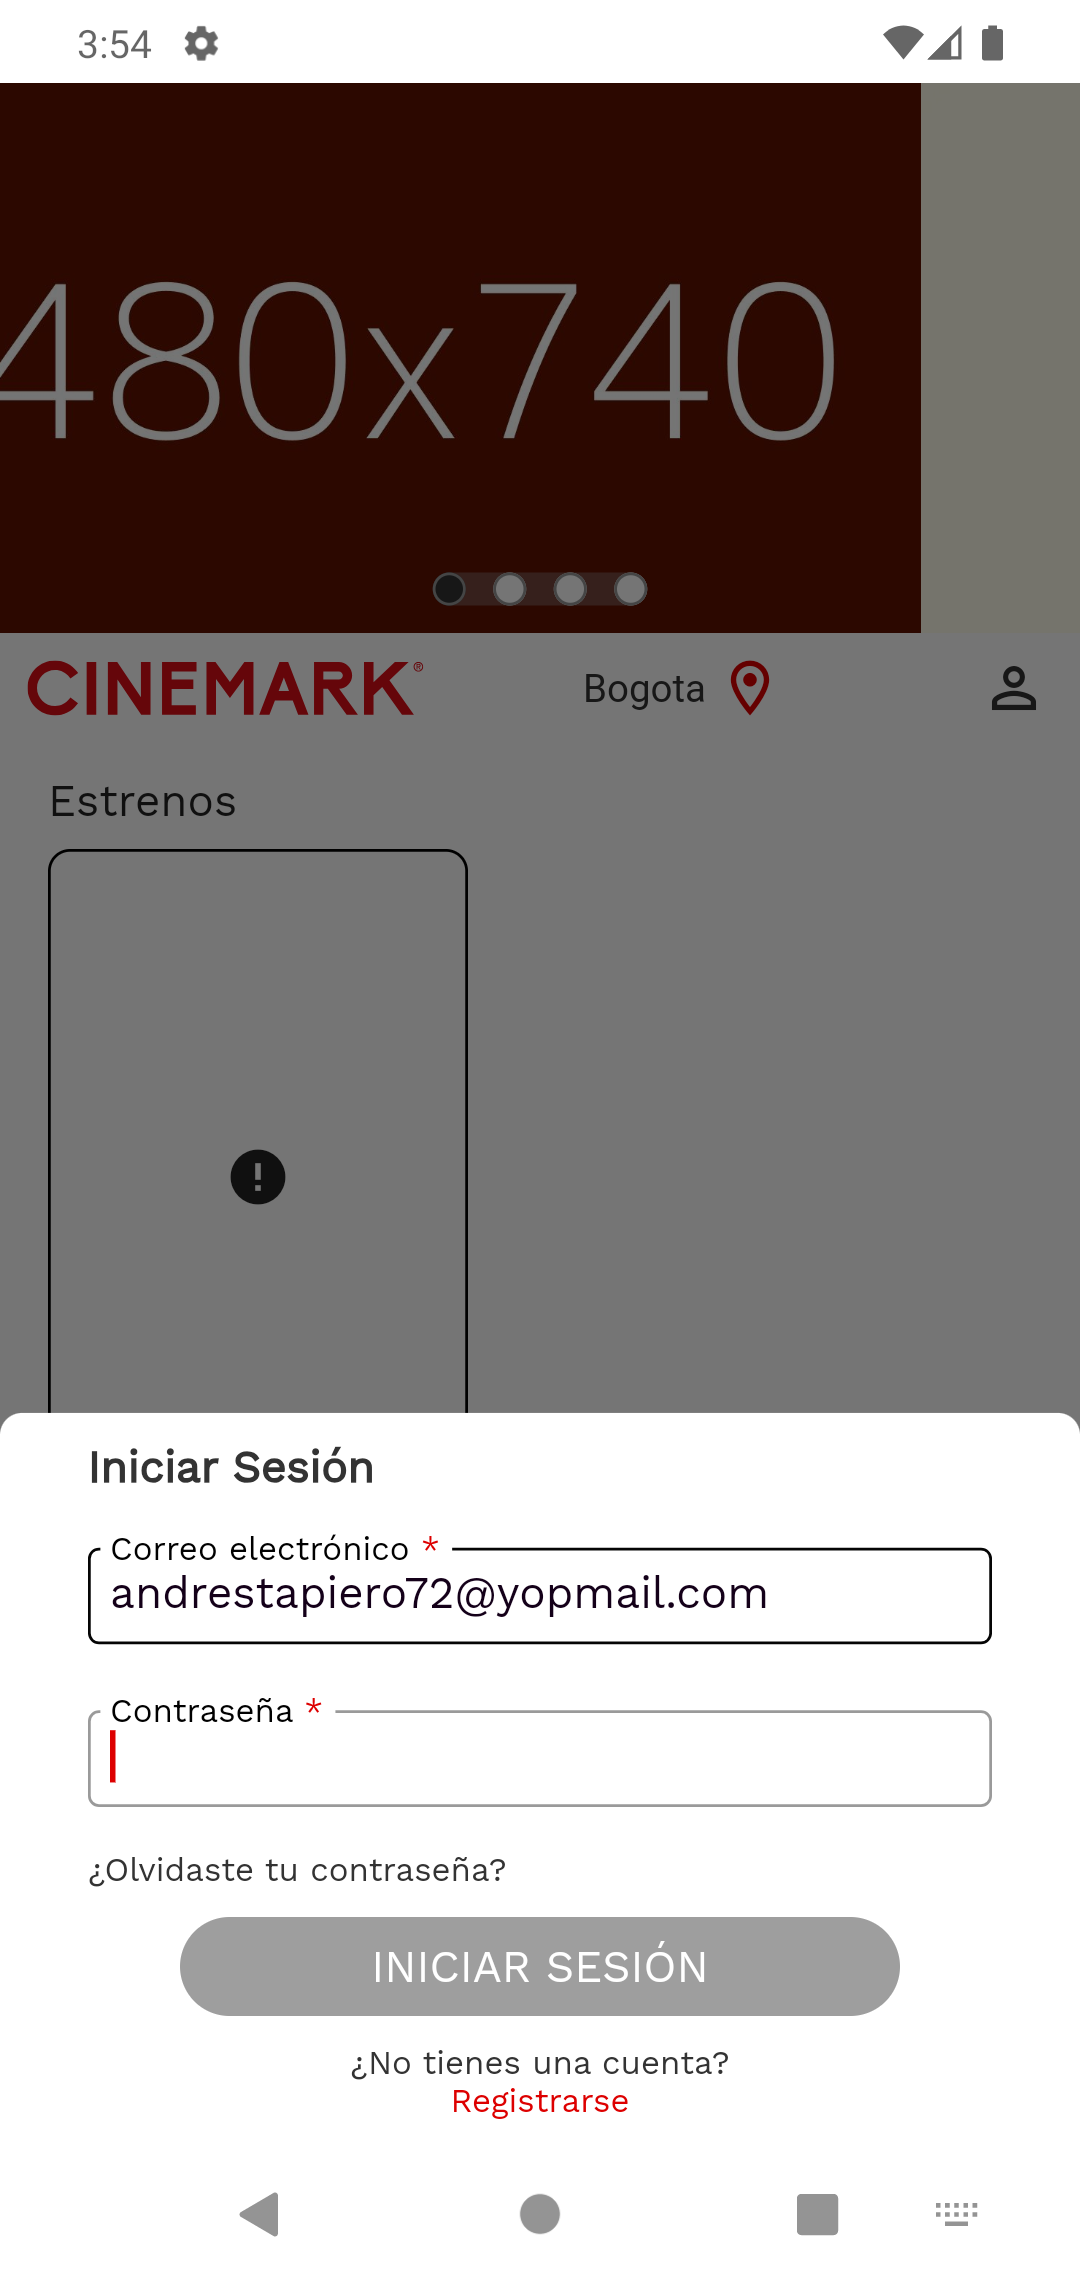 3:54
480x740
CINEMARK®
Bogota
Estrenos
Iniciar Sesión
Correo electrónico *
andrestapiero72@yopmail.com
Contraseña *
¿Olvidaste tu contraseña?
INICIAR SESIÓN
¿No tienes una cuenta?
Registrarse